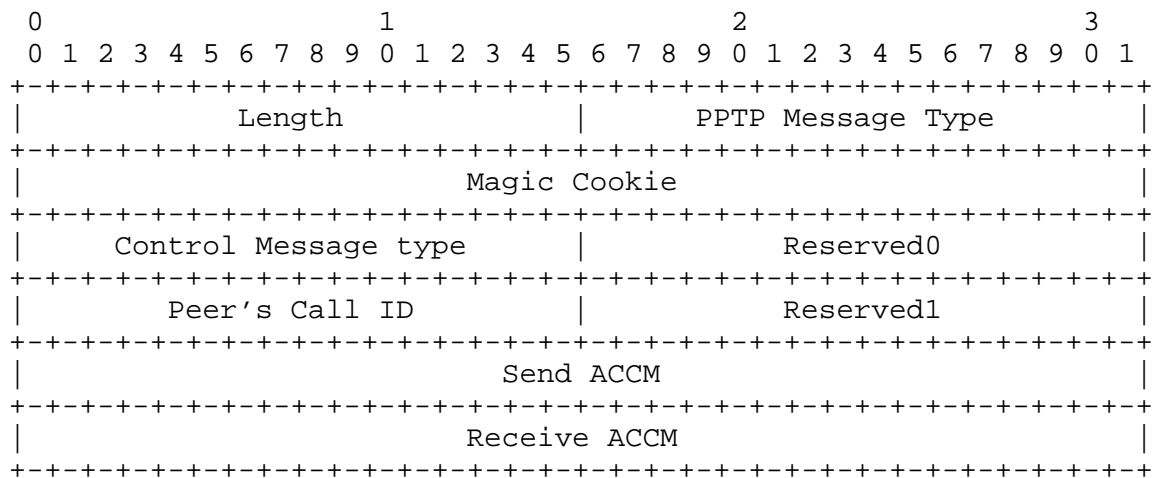 0                   1                   2                   3
 0 1 2 3 4 5 6 7 8 9 0 1 2 3 4 5 6 7 8 9 0 1 2 3 4 5 6 7 8 9 0 1
+-+-+-+-+-+-+-+-+-+-+-+-+-+-+-+-+-+-+-+-+-+-+-+-+-+-+-+-+-+-+-+-+
|            Length             |      PPTP Message Type        |
+-+-+-+-+-+-+-+-+-+-+-+-+-+-+-+-+-+-+-+-+-+-+-+-+-+-+-+-+-+-+-+-+
|                         Magic Cookie                          |
+-+-+-+-+-+-+-+-+-+-+-+-+-+-+-+-+-+-+-+-+-+-+-+-+-+-+-+-+-+-+-+-+
|     Control Message type      |           Reserved0           |
+-+-+-+-+-+-+-+-+-+-+-+-+-+-+-+-+-+-+-+-+-+-+-+-+-+-+-+-+-+-+-+-+
|        Peer’s Call ID         |           Reserved1           |
+-+-+-+-+-+-+-+-+-+-+-+-+-+-+-+-+-+-+-+-+-+-+-+-+-+-+-+-+-+-+-+-+
|                           Send ACCM                           |
+-+-+-+-+-+-+-+-+-+-+-+-+-+-+-+-+-+-+-+-+-+-+-+-+-+-+-+-+-+-+-+-+
|                         Receive ACCM                          |
+-+-+-+-+-+-+-+-+-+-+-+-+-+-+-+-+-+-+-+-+-+-+-+-+-+-+-+-+-+-+-+-+